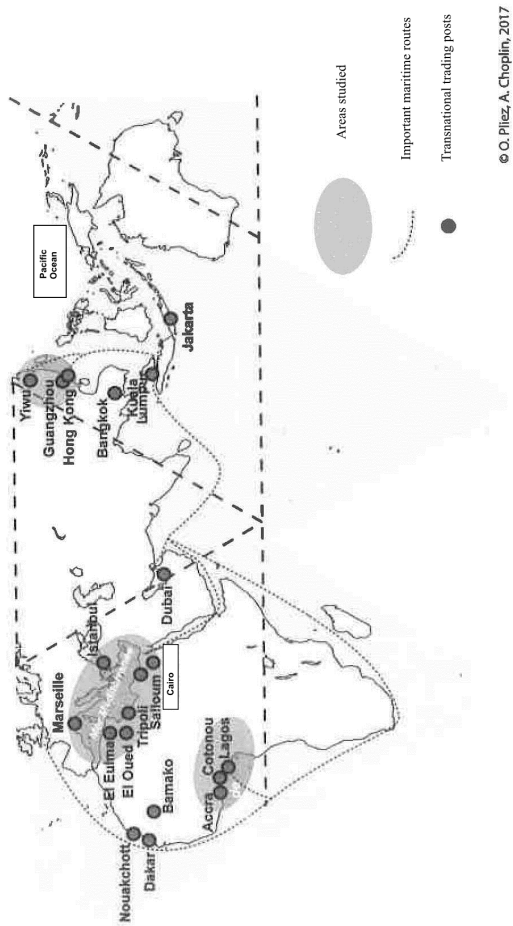 Pacific
Ocean
Yiwu
Guangzhou
Hong Kong
Bangkok
Kuala
Lumpur
Jakarta
Istanbul
Dubai
Marseille
El Eulma
El Oued
Tripoli
Salloum
Cairo
Cotonou
Lagos
Accra
Bamako
Nouakchott
Dakar
Areas studied
Important maritime routes
Transnational trading posts
© O. Pliez, A. Choplin, 2017